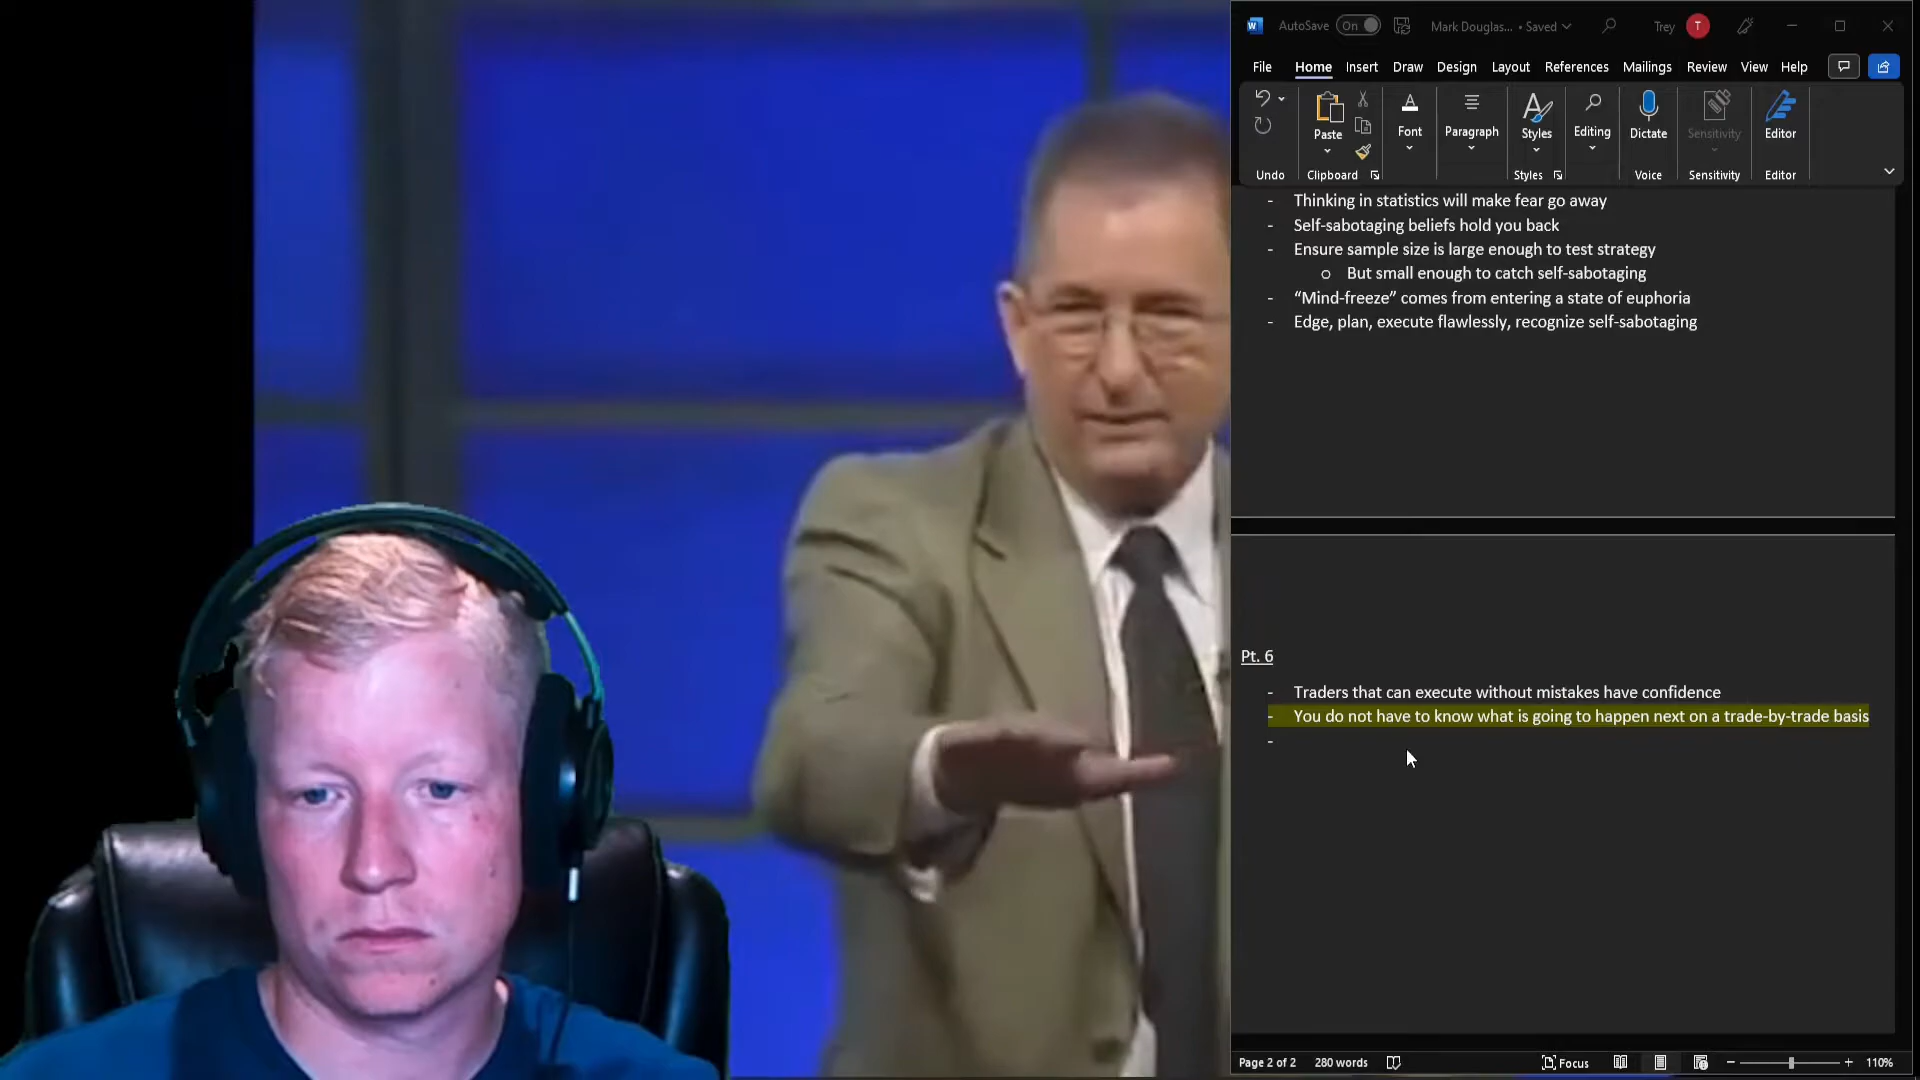 AutoSave On Mark Douglas... • Saved Trey T
File Home Insert Draw Design Layout References Mailings Review View Help
Paste Font Paragraph Styles Editing Dictate Sensitivity Editor
Undo Clipboard Styles Voice Sensitivity Editor
- Thinking in statistics will make fear go away
- Self-sabotaging beliefs hold you back
- Ensure sample size is large enough to test strategy
o But small enough to catch self-sabotaging
- “Mind-freeze” comes from entering a state of euphoria
- Edge, plan, execute flawlessly, recognize self-sabotaging
Pt. 6
- Traders that can execute without mistakes have confidence
- You do not have to know what is going to happen next on a trade-by-trade basis
-
Page 2 of 2 280 words Focus 110%